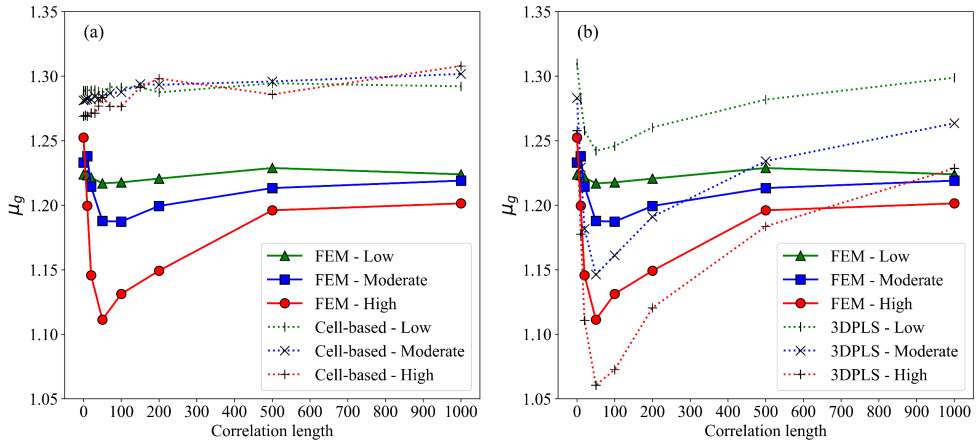 (a)
μg
1.35
1.30
1.25
1.20
1.15
1.10
1.05
0 100 200 300 400 500 600 700 800 900 1000
Correlation length
FEM - Low
FEM - Moderate
FEM - High
Cell-based - Low
Cell-based - Moderate
Cell-based - High
(b)
μg
1.35
1.30
1.25
1.20
1.15
1.10
1.05
0 100 200 300 400 500 600 700 800 900 1000
Correlation length
FEM - Low
FEM - Moderate
FEM - High
3DPLS - Low
3DPLS - Moderate
3DPLS - High